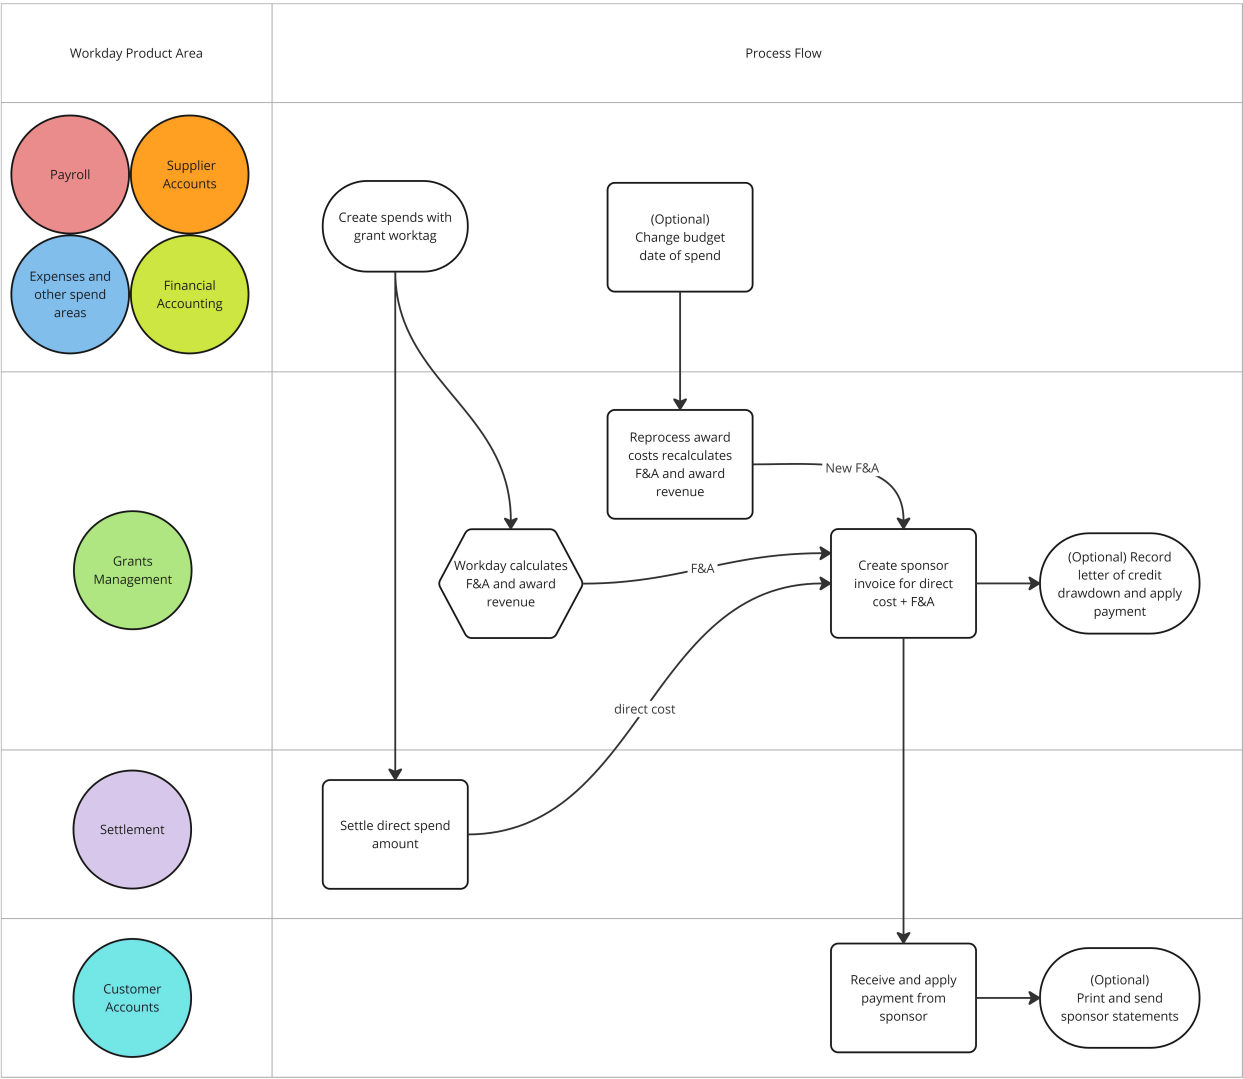 Workday Product Area
Process Flow
Payroll
Supplier
Accounts
Expenses and
other spend
areas
Financial
Accounting
Create spends with
grant worktag
(Optional)
Change budget
date of spend
Grants
Management
Reprocess award
costs recalculates
F&A and award
revenue
New F&A
Workday calculates
F&A and award
revenue
F&A
Create sponsor
invoice for direct
cost + F&A
(Optional) Record
letter of credit
drawdown and apply
payment
direct cost
Settlement
Settle direct spend
amount
Customer
Accounts
Receive and apply
payment from
sponsor
(Optional)
Print and send
sponsor statements